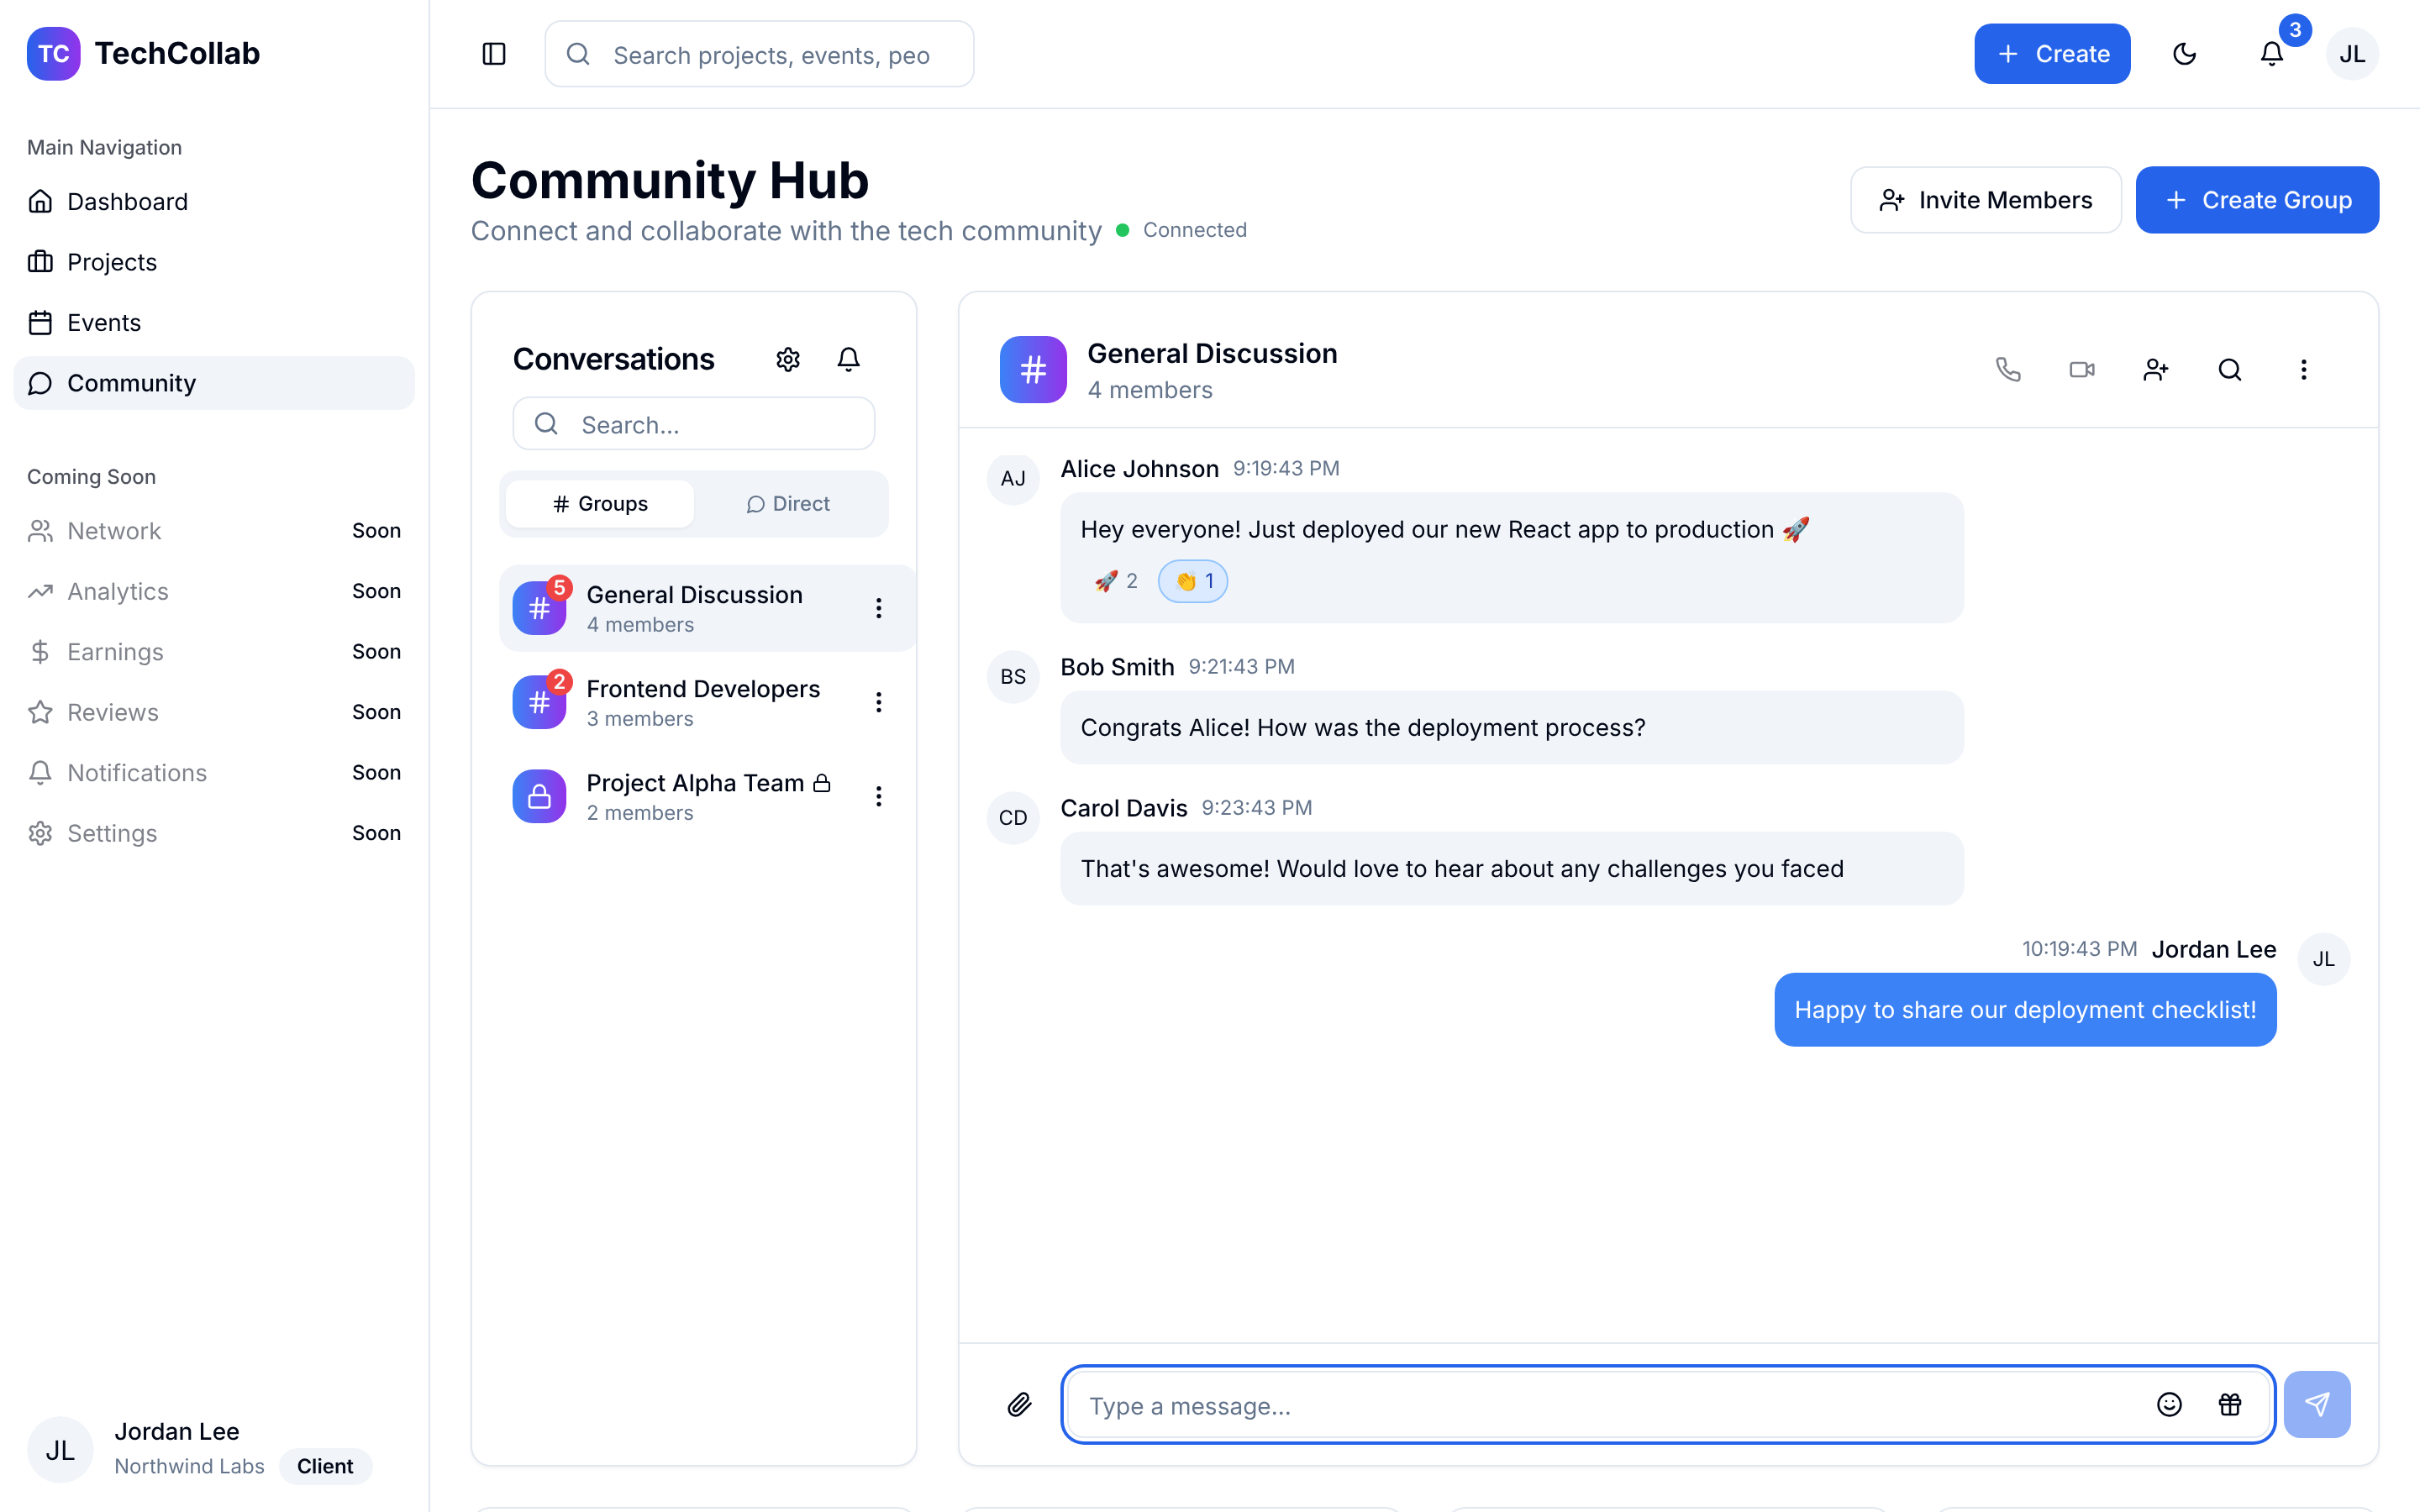 TC TechCollab
Main Navigation
Dashboard
Projects
Events
Community
Coming Soon
Network Soon
Analytics Soon
Earnings Soon
Reviews Soon
Notifications Soon
Settings Soon
JL
Jordan Lee
Northwind Labs Client
Search projects, events, peo
Create
3
JL
Community Hub
Connect and collaborate with the tech community Connected
Invite Members
Create Group
Conversations
Search...
# Groups
Direct
# 5 General Discussion
4 members
# 2 Frontend Developers
3 members
Project Alpha Team
2 members
# General Discussion
4 members
AJ Alice Johnson 9:19:43 PM
Hey everyone! Just deployed our new React app to production 🚀
🚀 2 👏 1
BS Bob Smith 9:21:43 PM
Congrats Alice! How was the deployment process?
CD Carol Davis 9:23:43 PM
That's awesome! Would love to hear about any challenges you faced
10:19:43 PM Jordan Lee JL
Happy to share our deployment checklist!
Type a message...